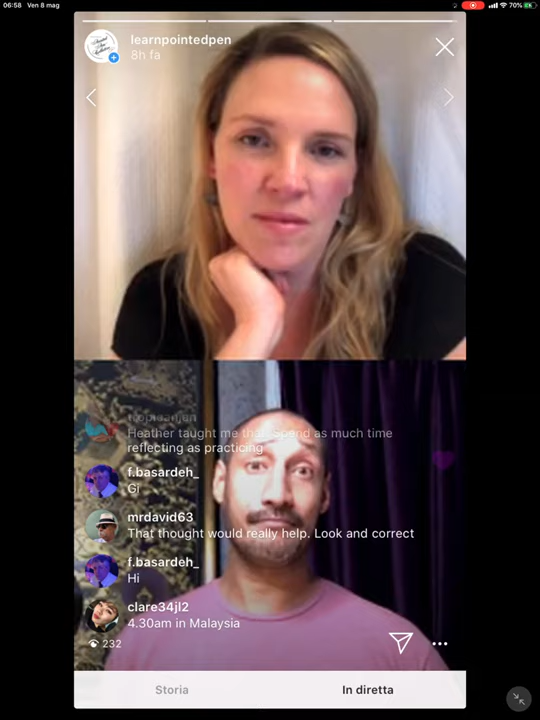 06:58 Ven 8 mag
70%
learnpointedpen
8h fa
Heather taught me that. Spend as much time
reflecting as practicing
f.basardeh_
Gi
mrdavid63
That thought would really help. Look and correct
f.basardeh_
Hi
clare34jl2
4.30am in Malaysia
232
Storia
In diretta